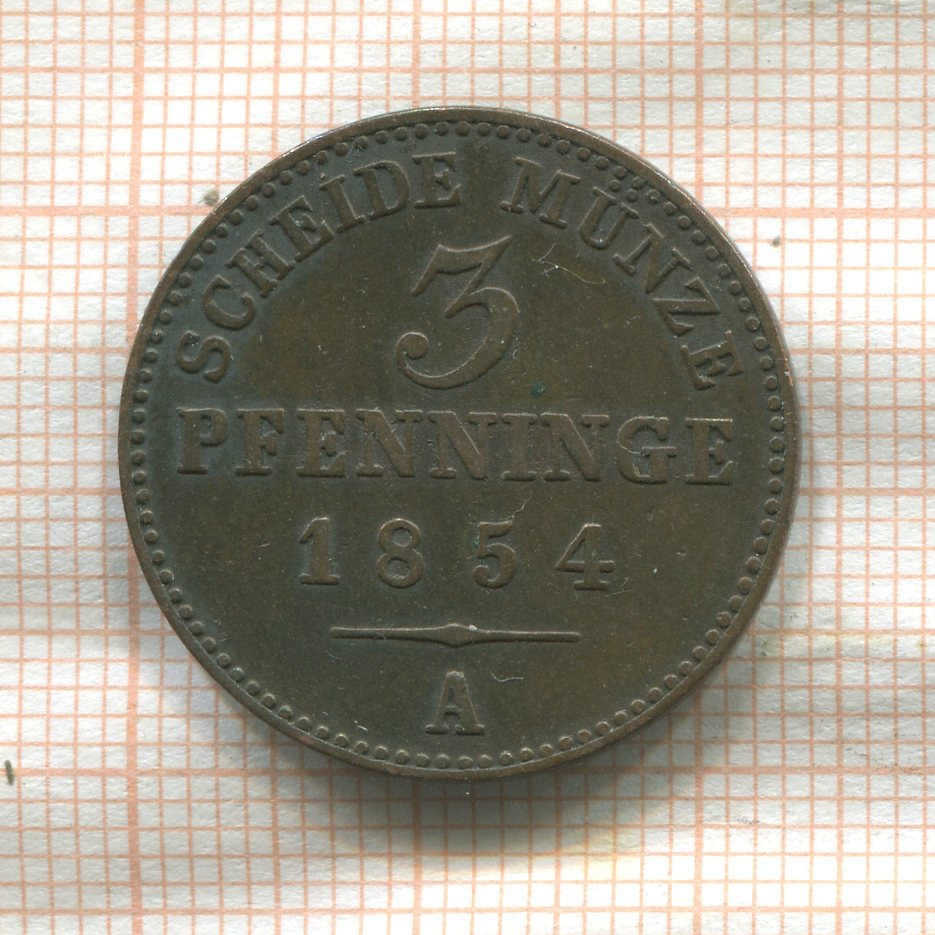 SCHEIDE MÜNZE
3
PFENNINGE
1854
A